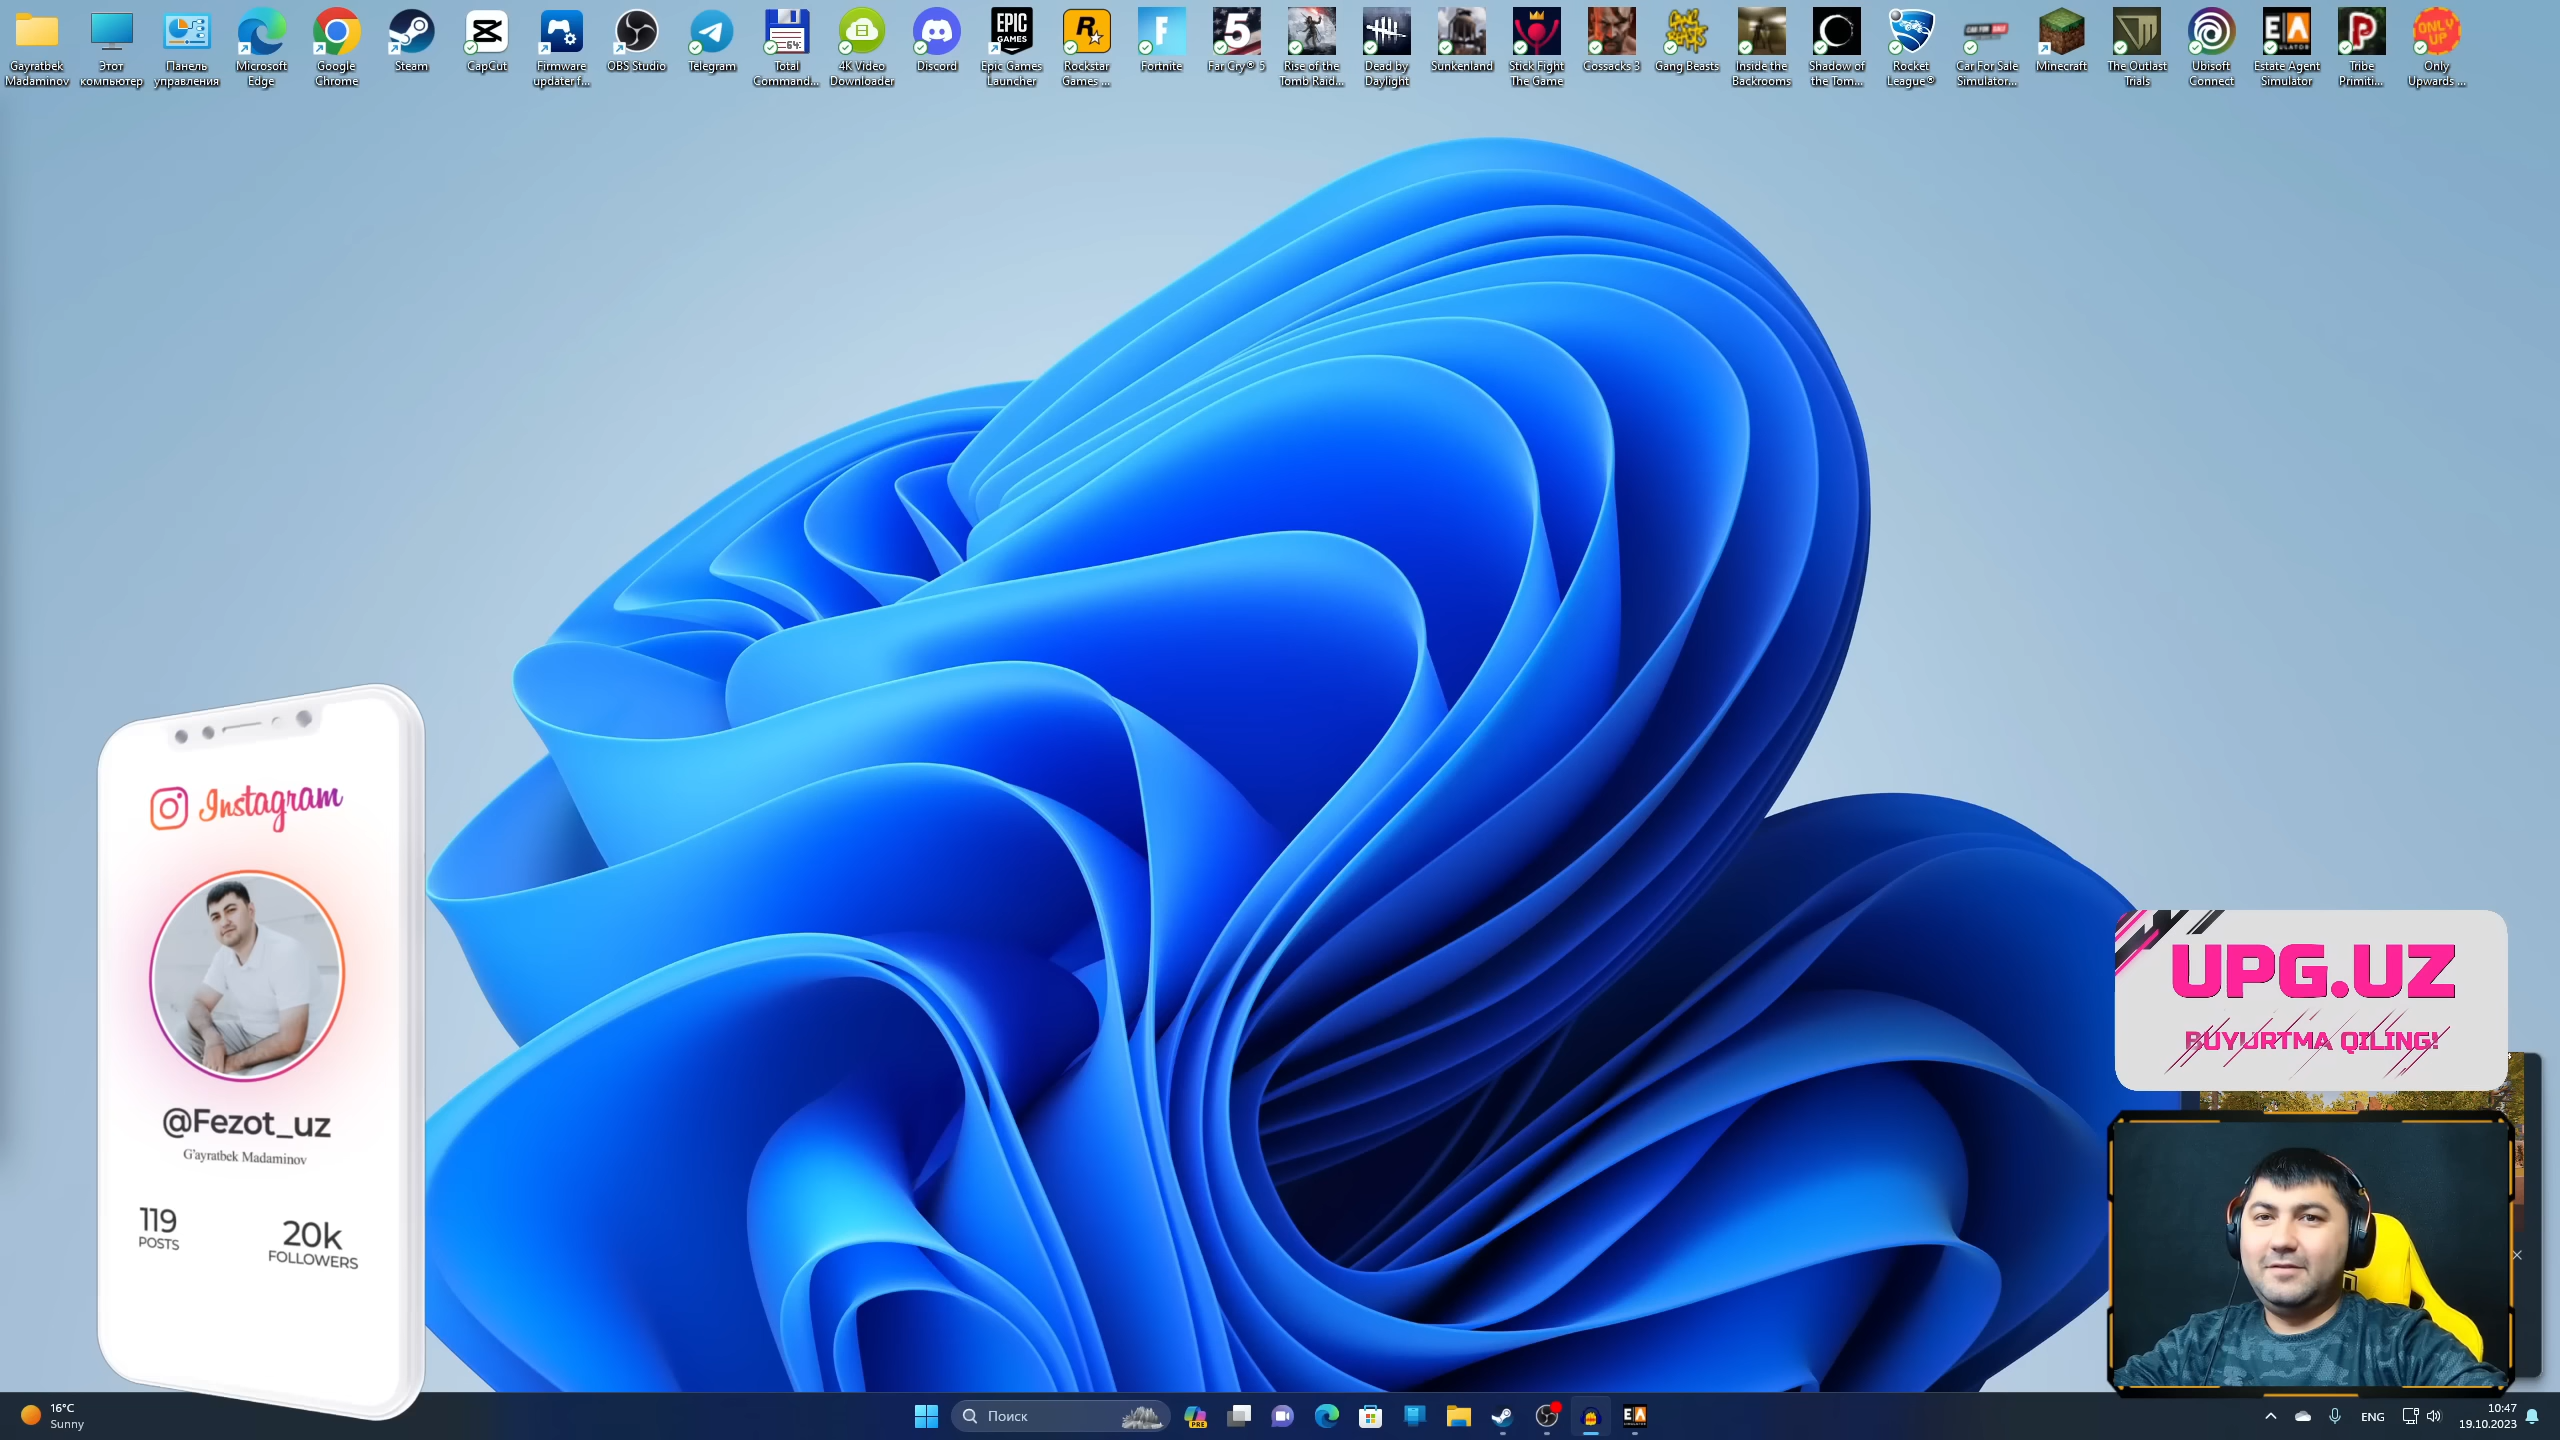 Gayratbek
Madaminov
Этот
компьютер
Панель
управления
Microsoft
Edge
Google
Chrome
Steam
CapCut
Firmware
updater f...
OBS Studio
Telegram
Total
Command...
4K Video
Downloader
Discord
Epic Games
Launcher
Rockstar
Games ...
Fortnite
Far Cry® 5
Rise of the
Tomb Raid...
Dead by
Daylight
Sunkenland
Stick Fight
The Game
Cossacks 3
Gang Beasts
Inside the
Backrooms
Shadow of
the Tom...
Rocket
League®
Car For Sale
Simulator...
Minecraft
The Outlast
Trials
Ubisoft
Connect
Estate Agent
Simulator
Tribe
Primiti...
Only
Upwards ...
Instagram
@Fezot_uz
G'ayratbek Madaminov
119
POSTS
20k
FOLLOWERS
UPG.UZ
BUYURTMA QILING!
16°C
Sunny
Поиск
ENG
10:47
19.10.2023